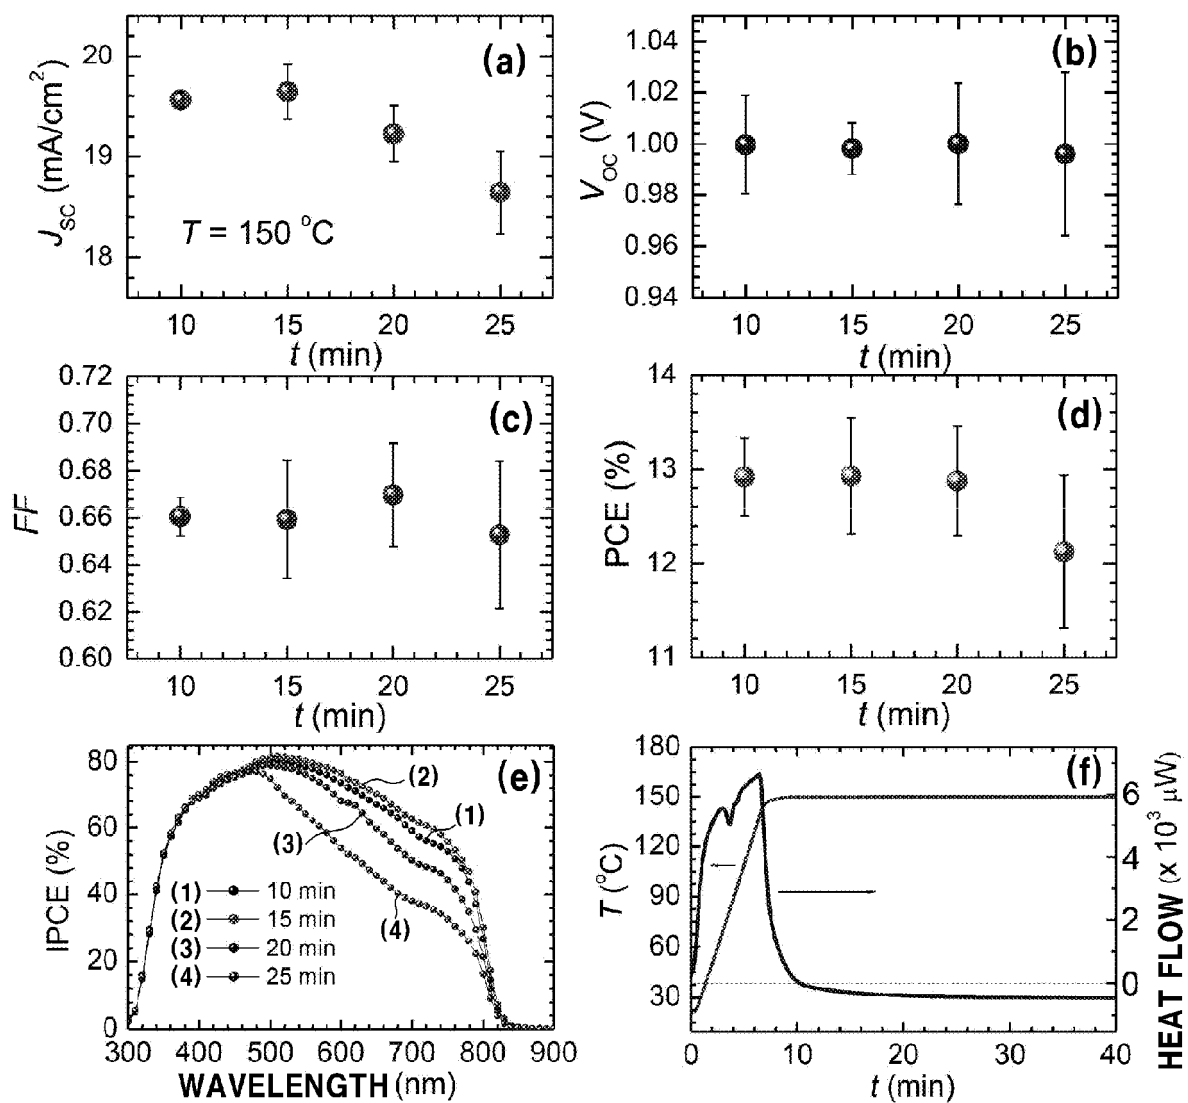 (a)
J_SC (mA/cm²)
20
19
18
T = 150 °C
10 15 20 25
t (min)
(b)
V_OC (V)
1.04
1.02
1.00
0.98
0.96
0.94
10 15 20 25
t (min)
(c)
FF
0.72
0.70
0.68
0.66
0.64
0.62
0.60
10 15 20 25
t (min)
(d)
PCE (%)
14
13
12
11
10 15 20 25
t (min)
(e)
IPCE (%)
80
60
40
20
0
(2)
(1)
(3)
(4)
(1) 10 min
(2) 15 min
(3) 20 min
(4) 25 min
300 400 500 600 700 800 900
WAVELENGTH (nm)
(f)
T (°C)
180
150
120
90
60
30
6
4
2
0
HEAT FLOW (x 10³ μW)
0 10 20 30 40
t (min)